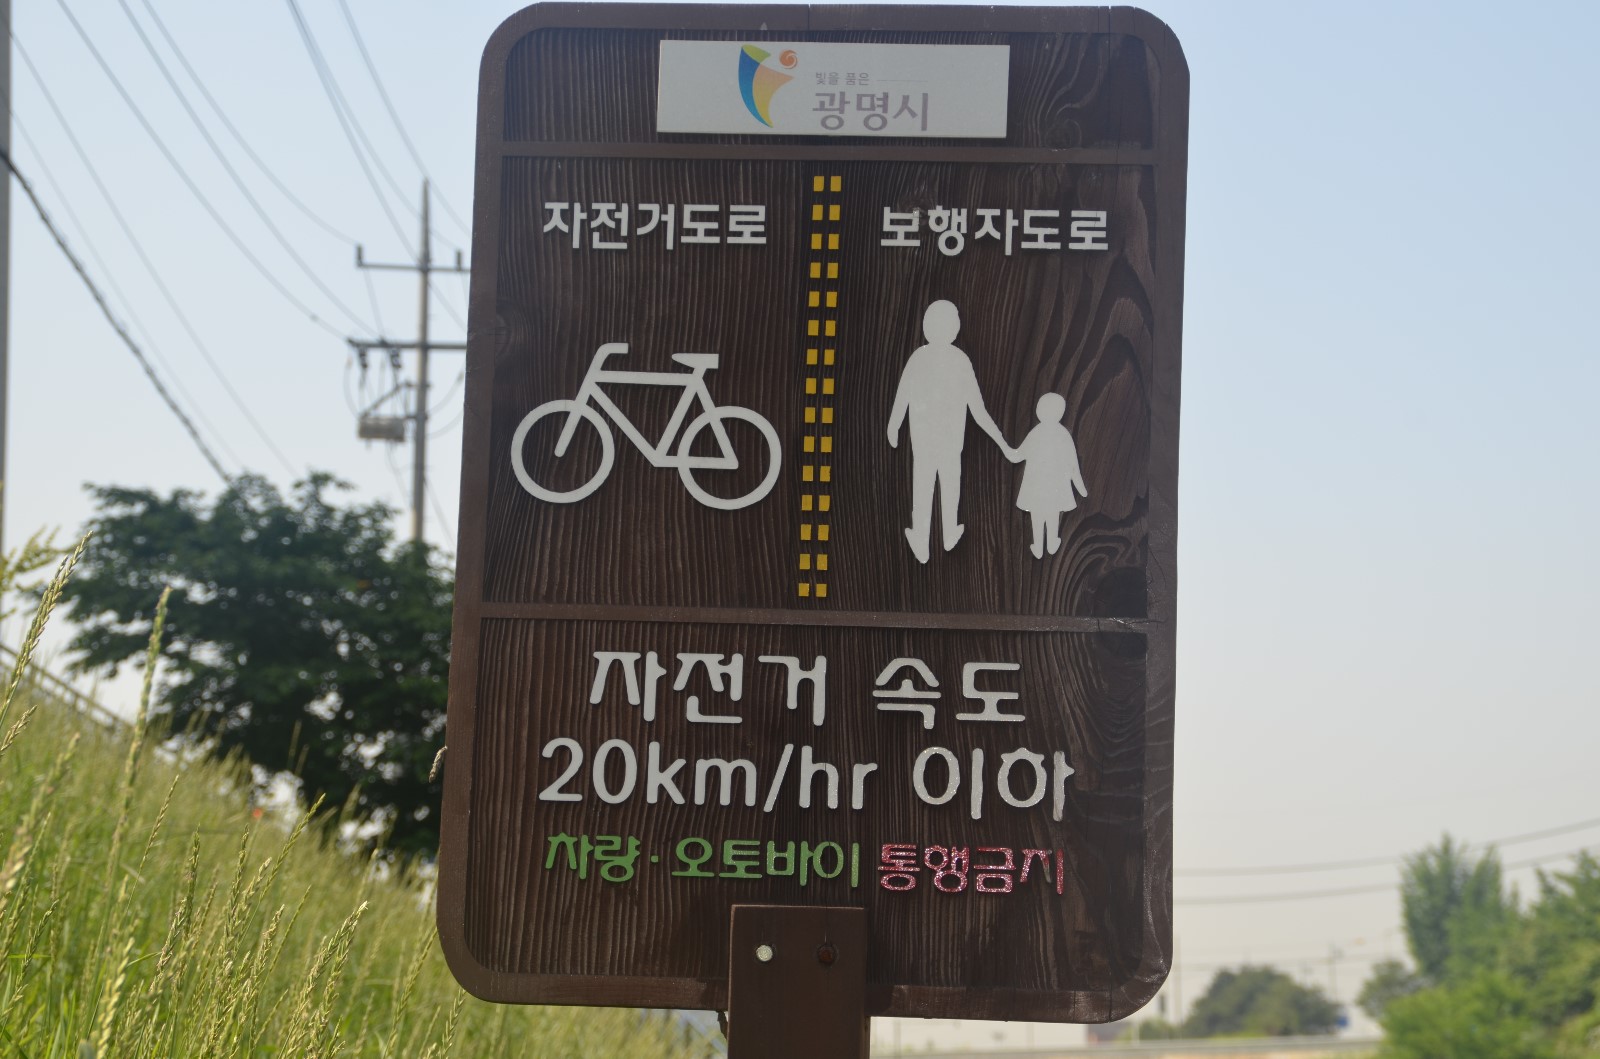 빛을 품은
광명시
자전거도로
보행자도로
자전거 속도
20km/hr 이하
차량·오토바이 통행금지